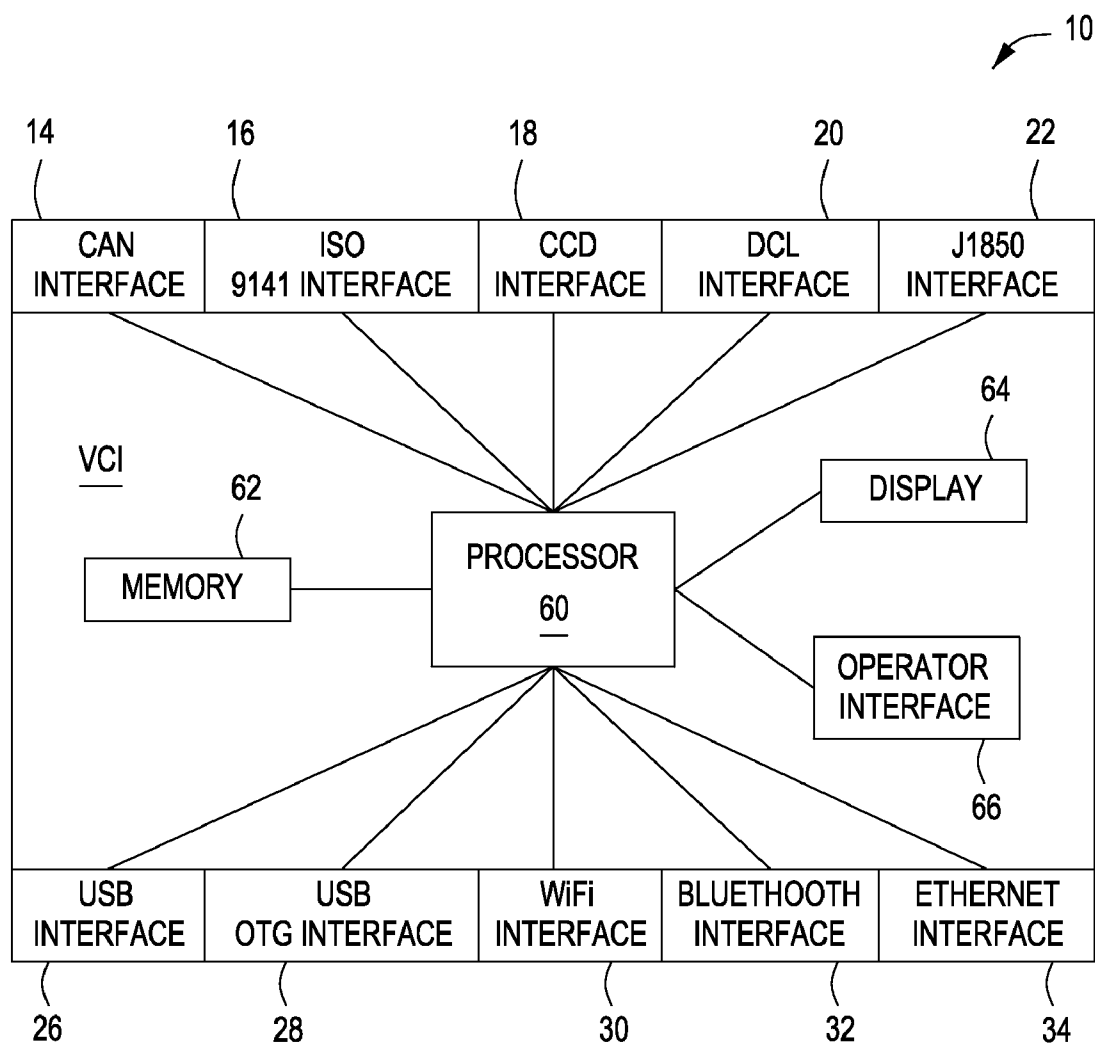 10
14
16
18
20
22
CAN
INTERFACE
ISO
9141 INTERFACE
CCD
INTERFACE
DCL
INTERFACE
J1850
INTERFACE
VCI
62
MEMORY
PROCESSOR
60
64
DISPLAY
OPERATOR
INTERFACE
66
USB
INTERFACE
USB
OTG INTERFACE
WiFi
INTERFACE
BLUETHOOTH
INTERFACE
ETHERNET
INTERFACE
26
28
30
32
34